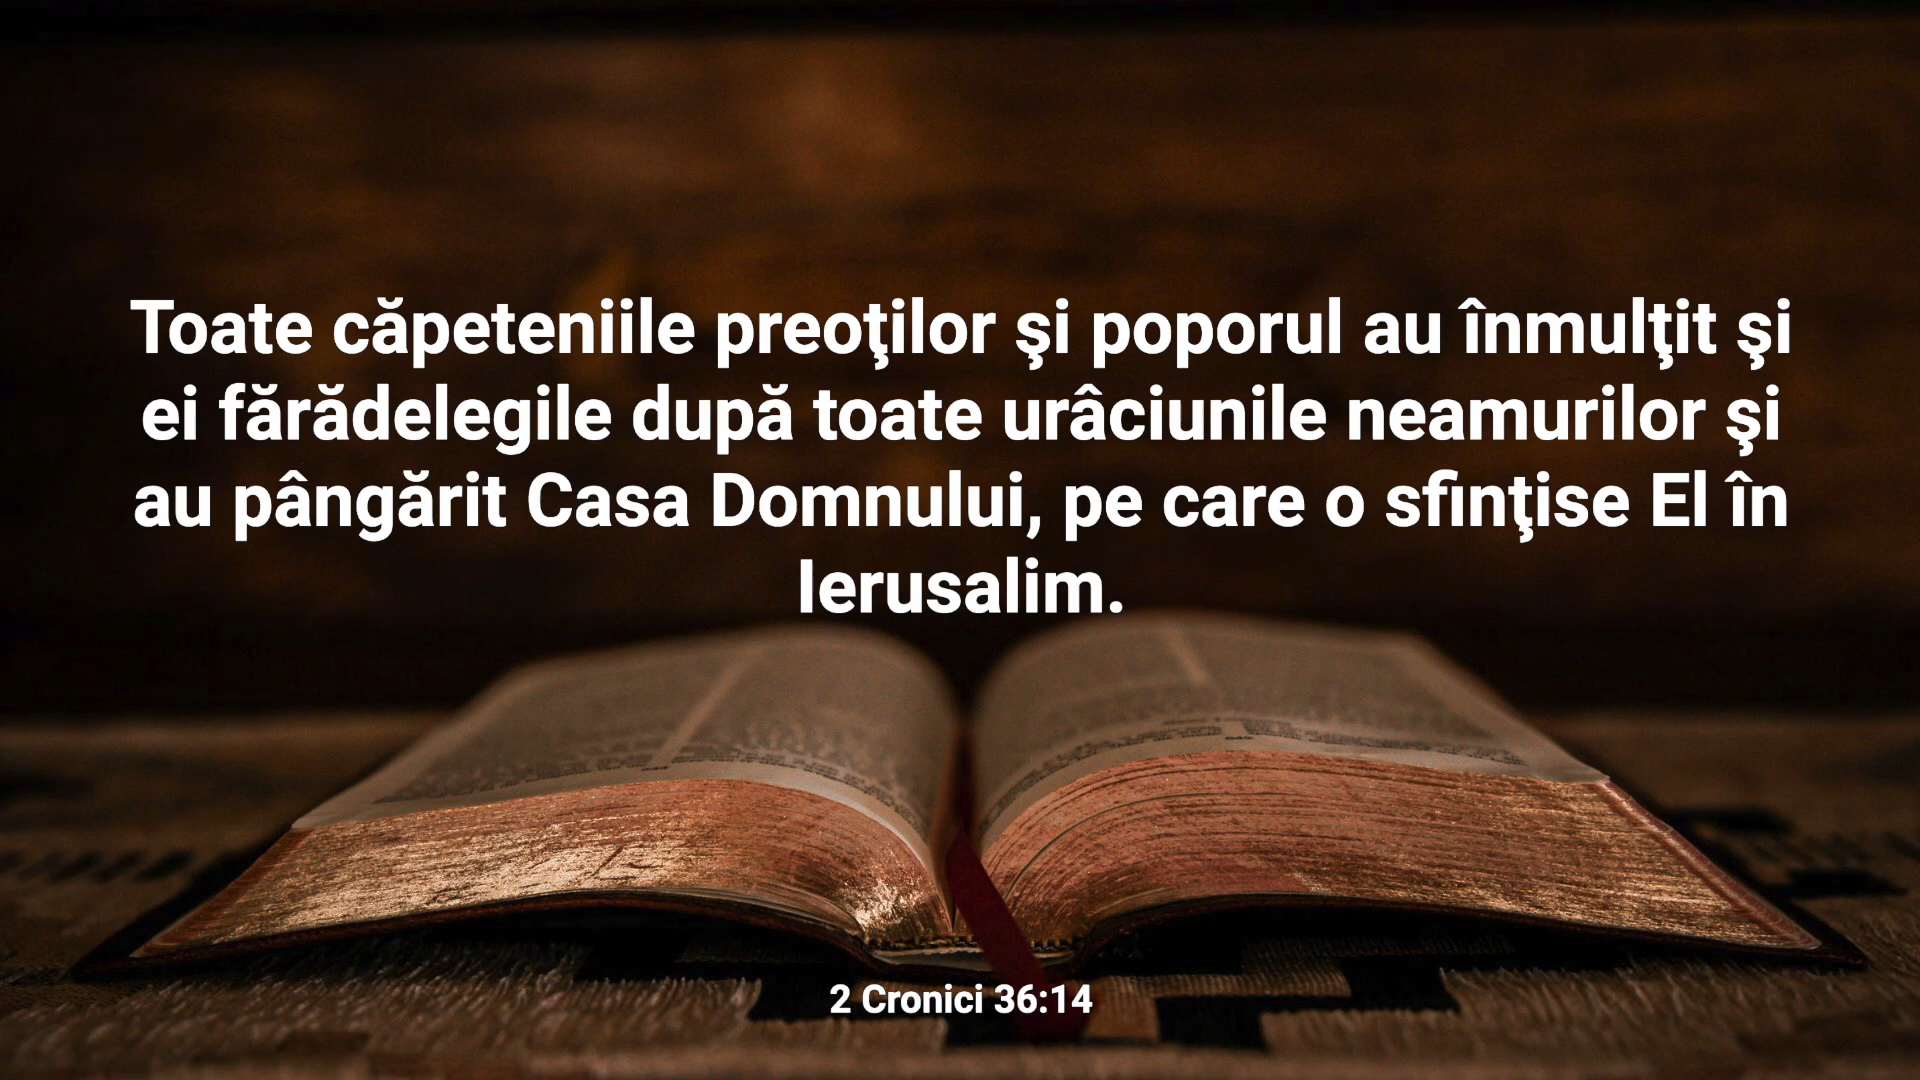 Toate căpeteniile preoţilor şi poporul au înmulţit şi
ei fărădelegile după toate urâciunile neamurilor şi
au pângărit Casa Domnului, pe care o sfinţise El în
Ierusalim.
2 Cronici 36:14